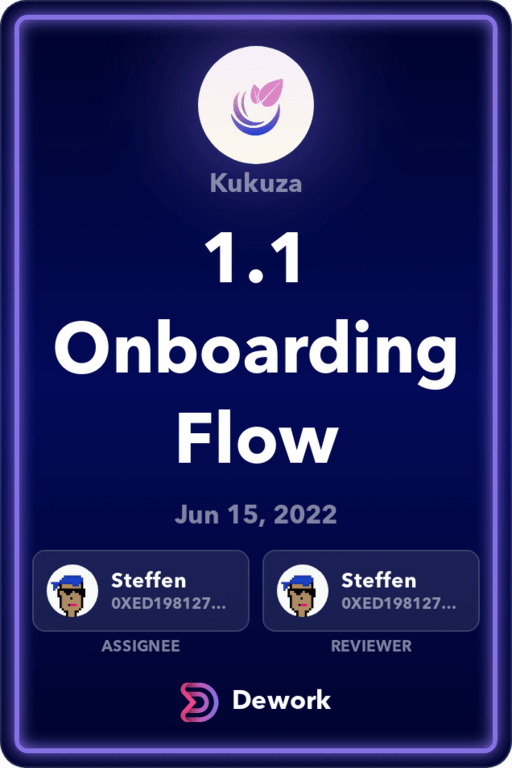 Kukuza
1.1
Onboarding
Flow
Jun 15, 2022
Steffen
0XED198127...
Steffen
0XED198127...
ASSIGNEE
REVIEWER
Dework